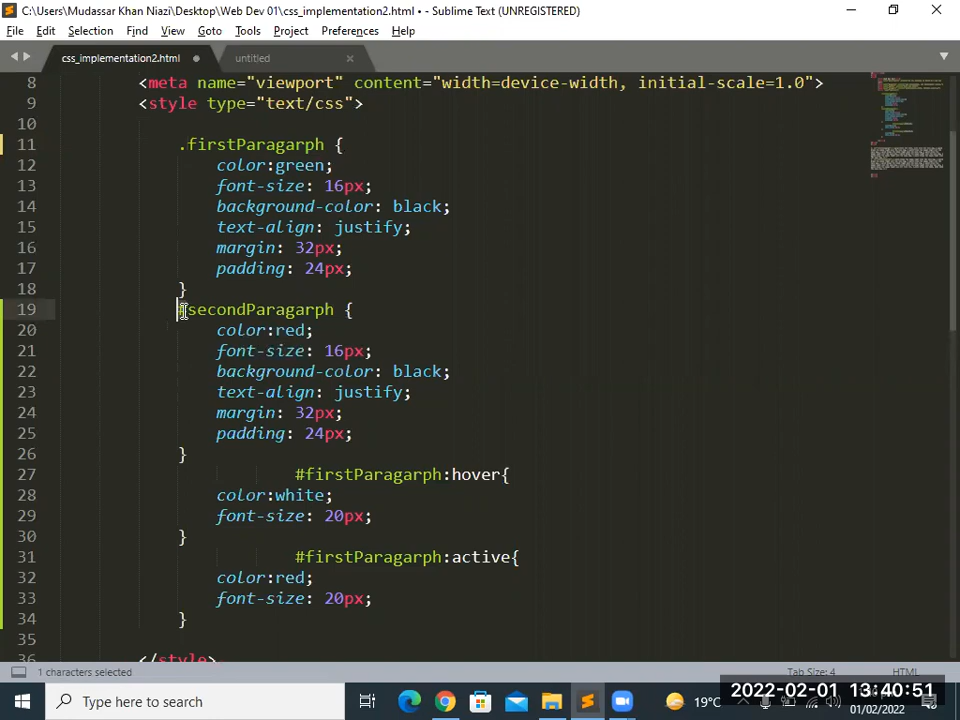 C:\Users\Mudassar Khan Niazi\Desktop\Web Dev 01\css_implementation2.html • - Sublime Text (UNREGISTERED)
File Edit Selection Find View Goto Tools Project Preferences Help
css_implementation2.html untitled
8 <meta name="viewport" content="width=device-width, initial-scale=1.0">
9 <style type="text/css">
10
11 .firstParagarph {
12 color:green;
13 font-size: 16px;
14 background-color: black;
15 text-align: justify;
16 margin: 32px;
17 padding: 24px;
18 }
19 #secondParagarph {
20 color:red;
21 font-size: 16px;
22 background-color: black;
23 text-align: justify;
24 margin: 32px;
25 padding: 24px;
26 }
27 #firstParagarph:hover{
28 color:white;
29 font-size: 20px;
30 }
31 #firstParagarph:active{
32 color:red;
33 font-size: 20px;
34 }
35
36 </style>
1 characters selected Tab Size: 4 HTML
Type here to search 19°C
2022-02-01 13:40:51
01/02/2022